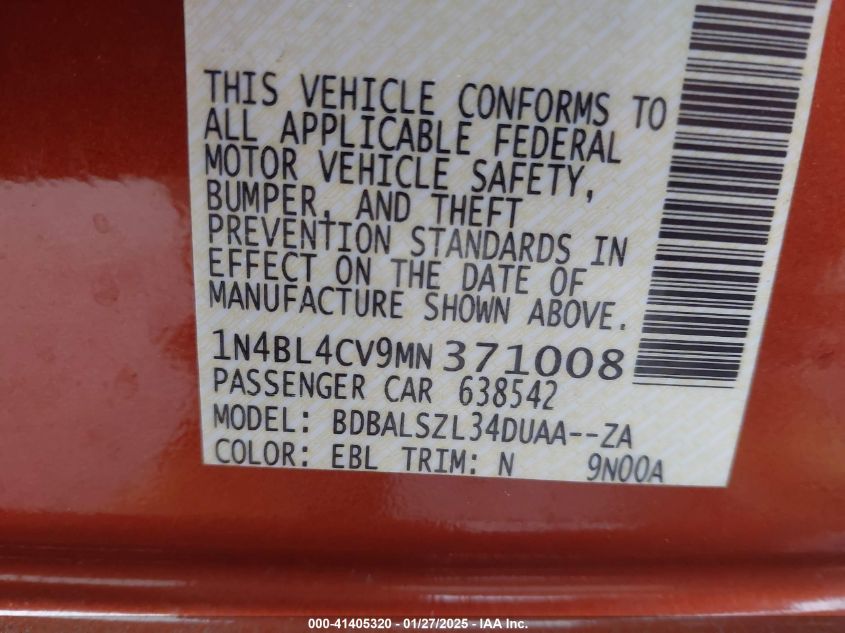 THIS VEHICLE CONFORMS TO
ALL APPLICABLE FEDERAL
MOTOR VEHICLE SAFETY,
BUMPER, AND THEFT
PREVENTION STANDARDS IN
EFFECT ON THE DATE OF
MANUFACTURE SHOWN ABOVE.
1N4BL4CV9MN371008
PASSENGER CAR 638542
MODEL: BDBALSZL34DUAA--ZA
COLOR: EBL TRIM: N 9N00A
000-41405320 | 01/27/2025 - IAA Inc.